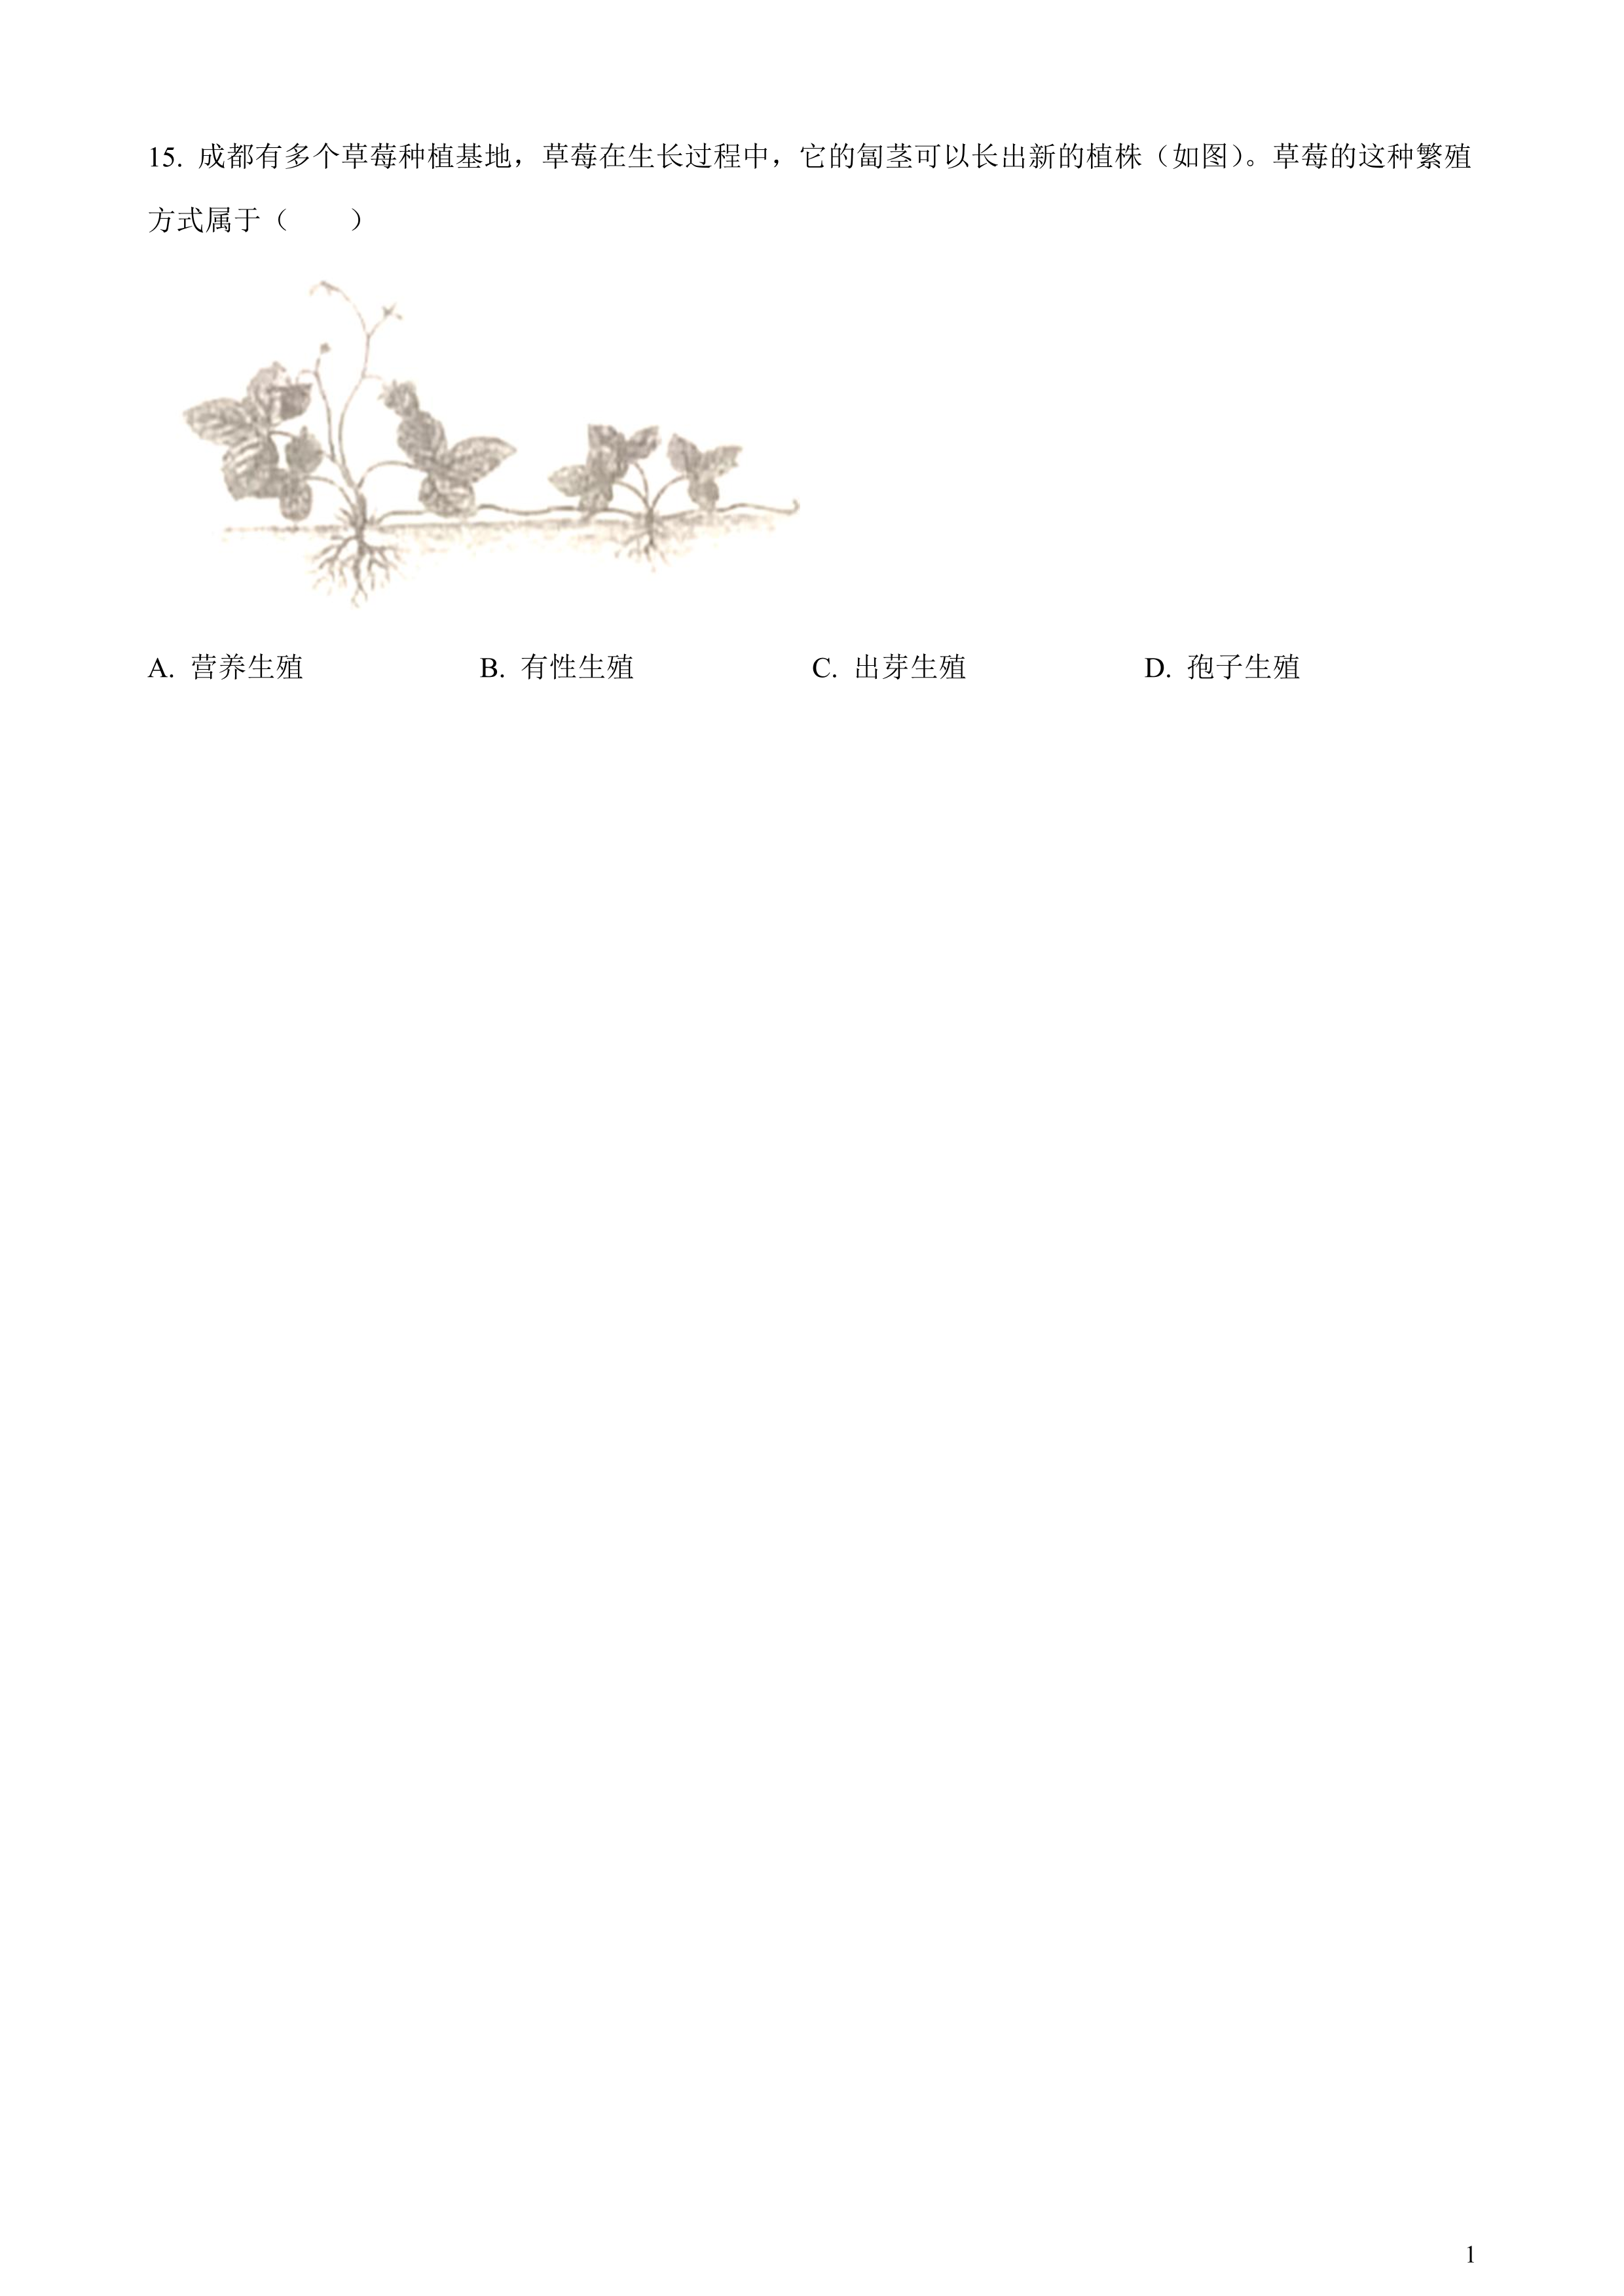 15. 成都有多个草莓种植基地，草莓在生长过程中，它的匍茎可以长出新的植株（如图）。草莓的这种繁殖
方式属于（　　）
A. 营养生殖　B. 有性生殖　C. 出芽生殖　D. 孢子生殖
1